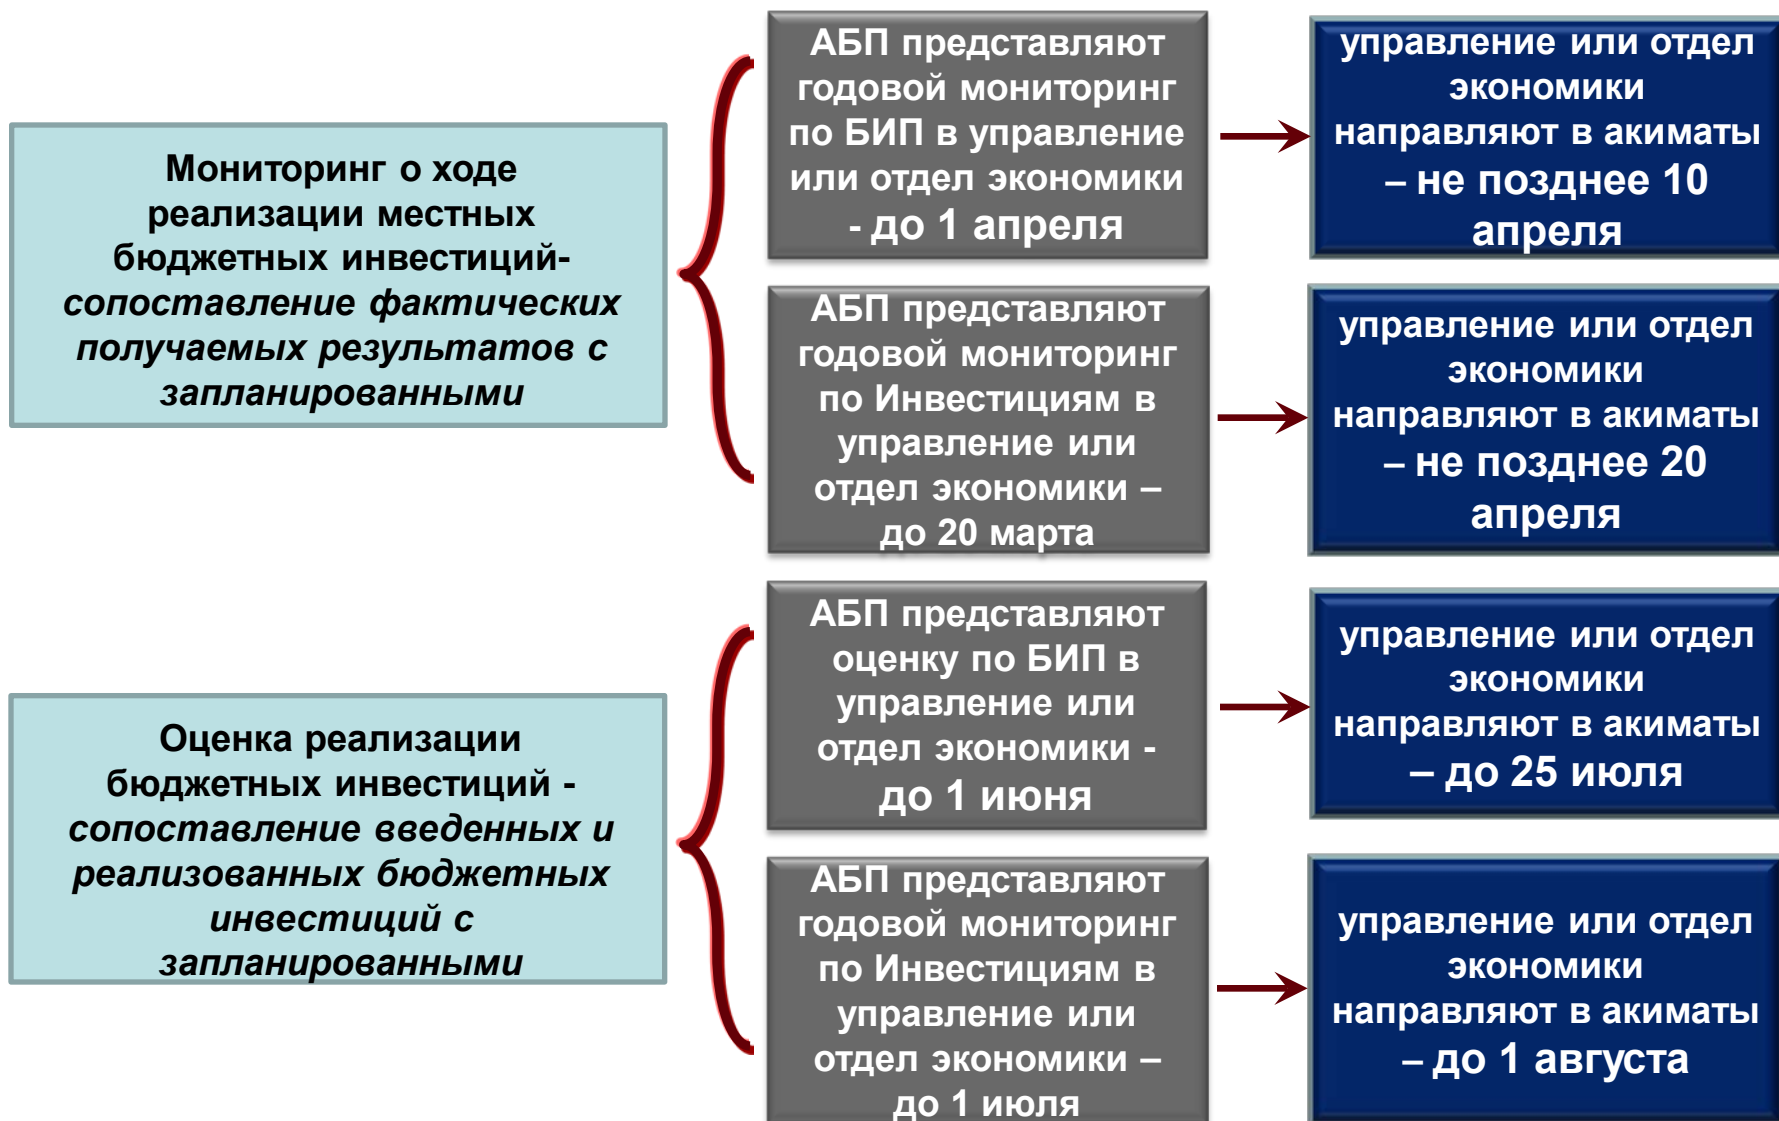 Мониторинг о ходе
реализации местных
бюджетных инвестиций-
сопоставление фактических
получаемых результатов с
запланированными
АБП представляют
годовой мониторинг
по БИП в управление
или отдел экономики
- до 1 апреля
управление или отдел
экономики
направляют в акиматы
– не позднее 10
апреля
АБП представляют
годовой мониторинг
по Инвестициям в
управление или
отдел экономики –
до 20 марта
управление или отдел
экономики
направляют в акиматы
– не позднее 20
апреля
Оценка реализации
бюджетных инвестиций -
сопоставление введенных и
реализованных бюджетных
инвестиций с
запланированными
АБП представляют
оценку по БИП в
управление или
отдел экономики -
до 1 июня
управление или отдел
экономики
направляют в акиматы
– до 25 июля
АБП представляют
годовой мониторинг
по Инвестициям в
управление или
отдел экономики –
до 1 июля
управление или отдел
экономики
направляют в акиматы
– до 1 августа